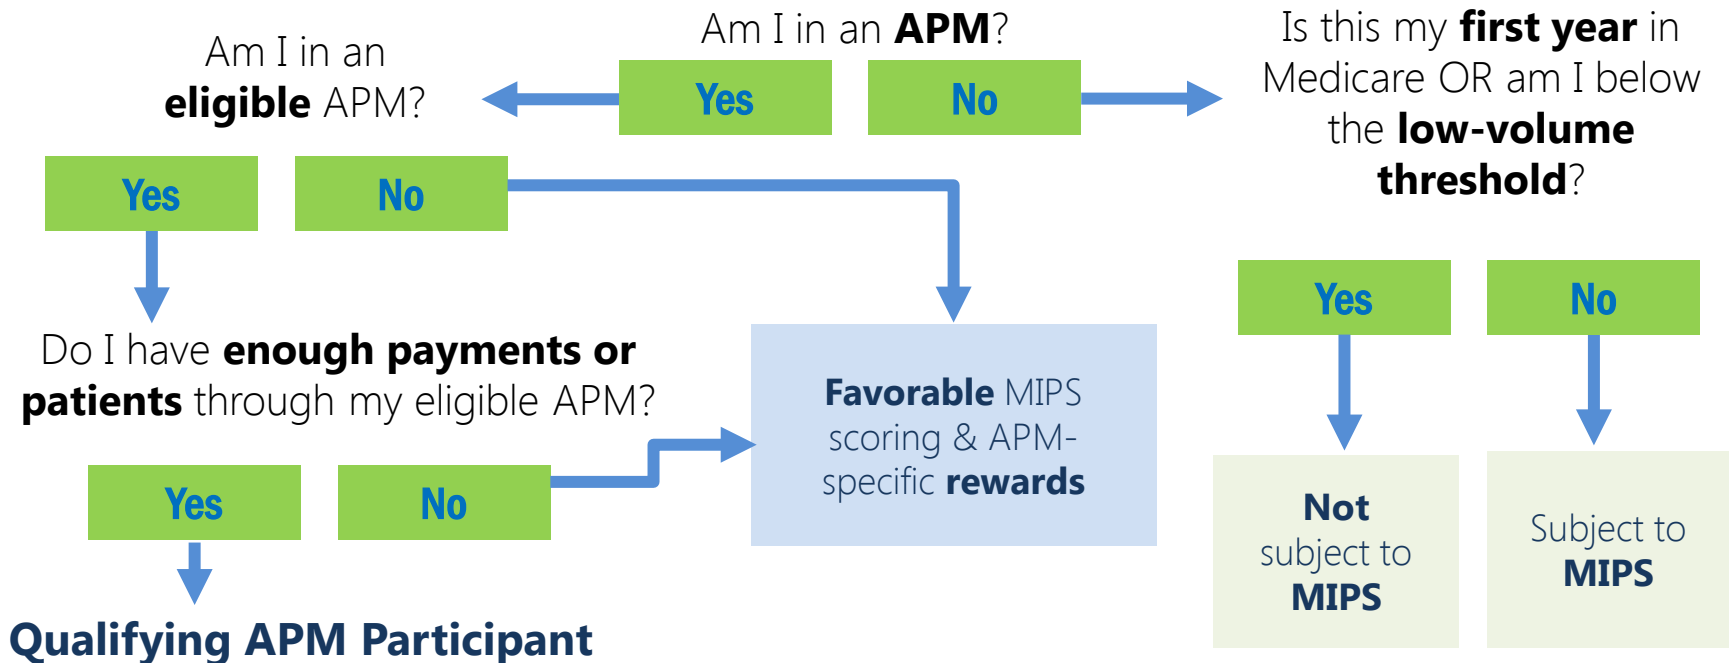 Am I in an APM?
Yes
No
Am I in an
eligible APM?
Yes
No
Do I have enough payments or
patients through my eligible APM?
Yes
No
Qualifying APM Participant
Favorable MIPS
scoring & APM-
specific rewards
Is this my first year in
Medicare OR am I below
the low-volume
threshold?
Yes
No
Not
subject to
MIPS
Subject to
MIPS